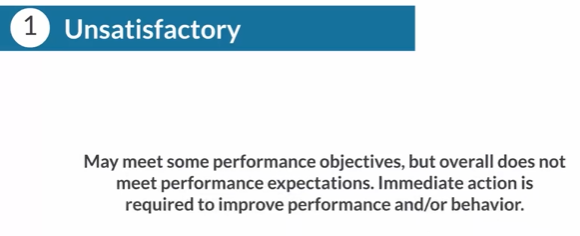 1 Unsatisfactory
May meet some performance objectives, but overall does not
meet performance expectations. Immediate action is
required to improve performance and/or behavior.